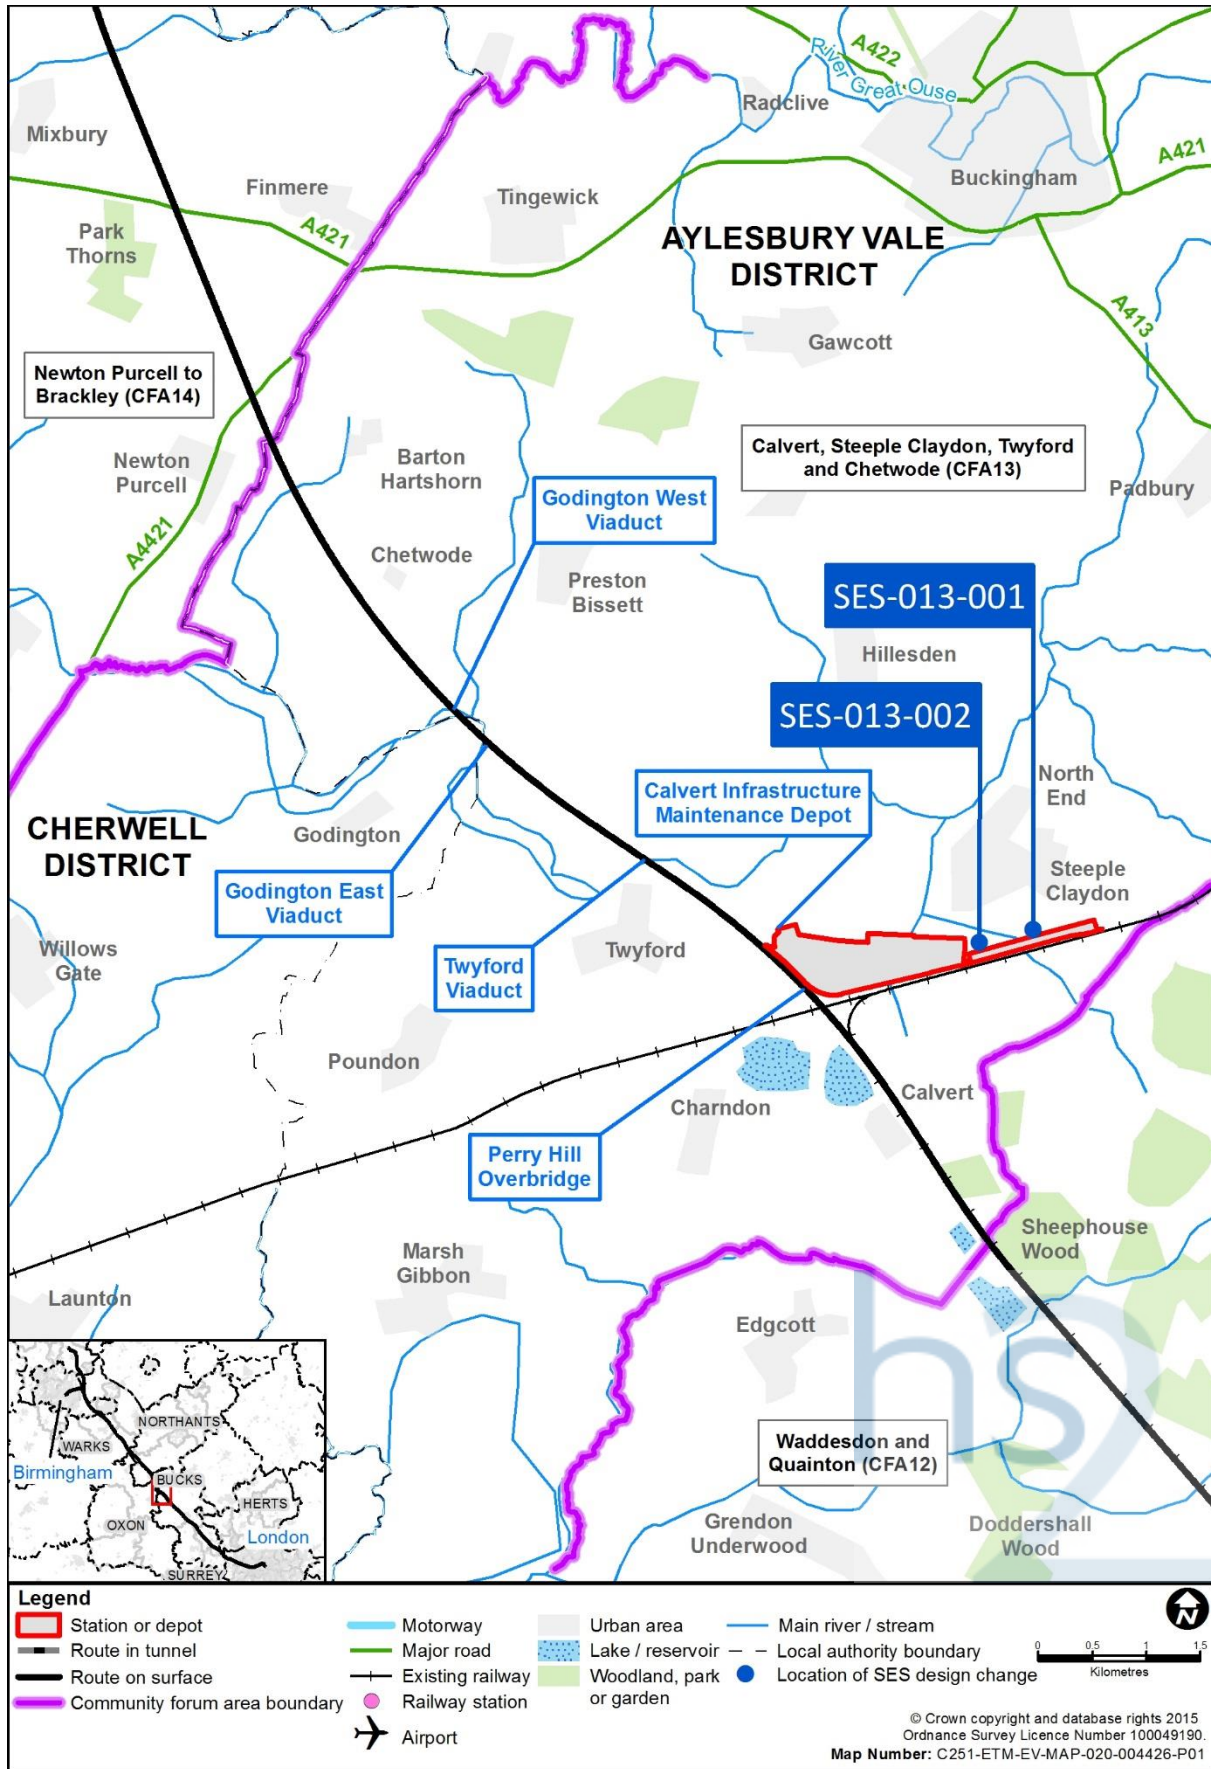 A422
River Great Ouse
Radclive
Mixbury
A421
Buckingham
Finmere
Tingewick
Park
Thorns
A421
AYLESBURY VALE
DISTRICT
A413
Gawcott
Newton Purcell to
Brackley (CFA14)
Calvert, Steeple Claydon, Twyford
and Chetwode (CFA13)
Newton
Purcell
Barton
Hartshorn
Padbury
Godington West
Viaduct
A4421
Chetwode
Preston
Bissett
SES-013-001
Hillesden
SES-013-002
North
End
Calvert Infrastructure
Maintenance Depot
CHERWELL
DISTRICT
Godington
Steeple
Claydon
Godington East
Viaduct
Willows
Gate
Twyford
Twyford
Viaduct
Poundon
Calvert
Charndon
Perry Hill
Overbridge
Sheephouse
Wood
Marsh
Gibbon
Launton
Edgcott
hs2
Waddesdon and
Quainton (CFA12)
Grendon
Underwood
Doddershall
Wood
NORTHANTS
WARKS
Birmingham
BUCKS
HERTS
OXON
London
SURREY
Legend
Station or depot
Route in tunnel
Route on surface
Community forum area boundary
Motorway
Major road
Existing railway
Railway station
Airport
Urban area
Lake / reservoir
Woodland, park
or garden
Main river / stream
Local authority boundary
Location of SES design change
N
0 0.5 1 1.5
Kilometres
© Crown copyright and database rights 2015
Ordnance Survey Licence Number 100049190.
Map Number: C251-ETM-EV-MAP-020-004426-P01